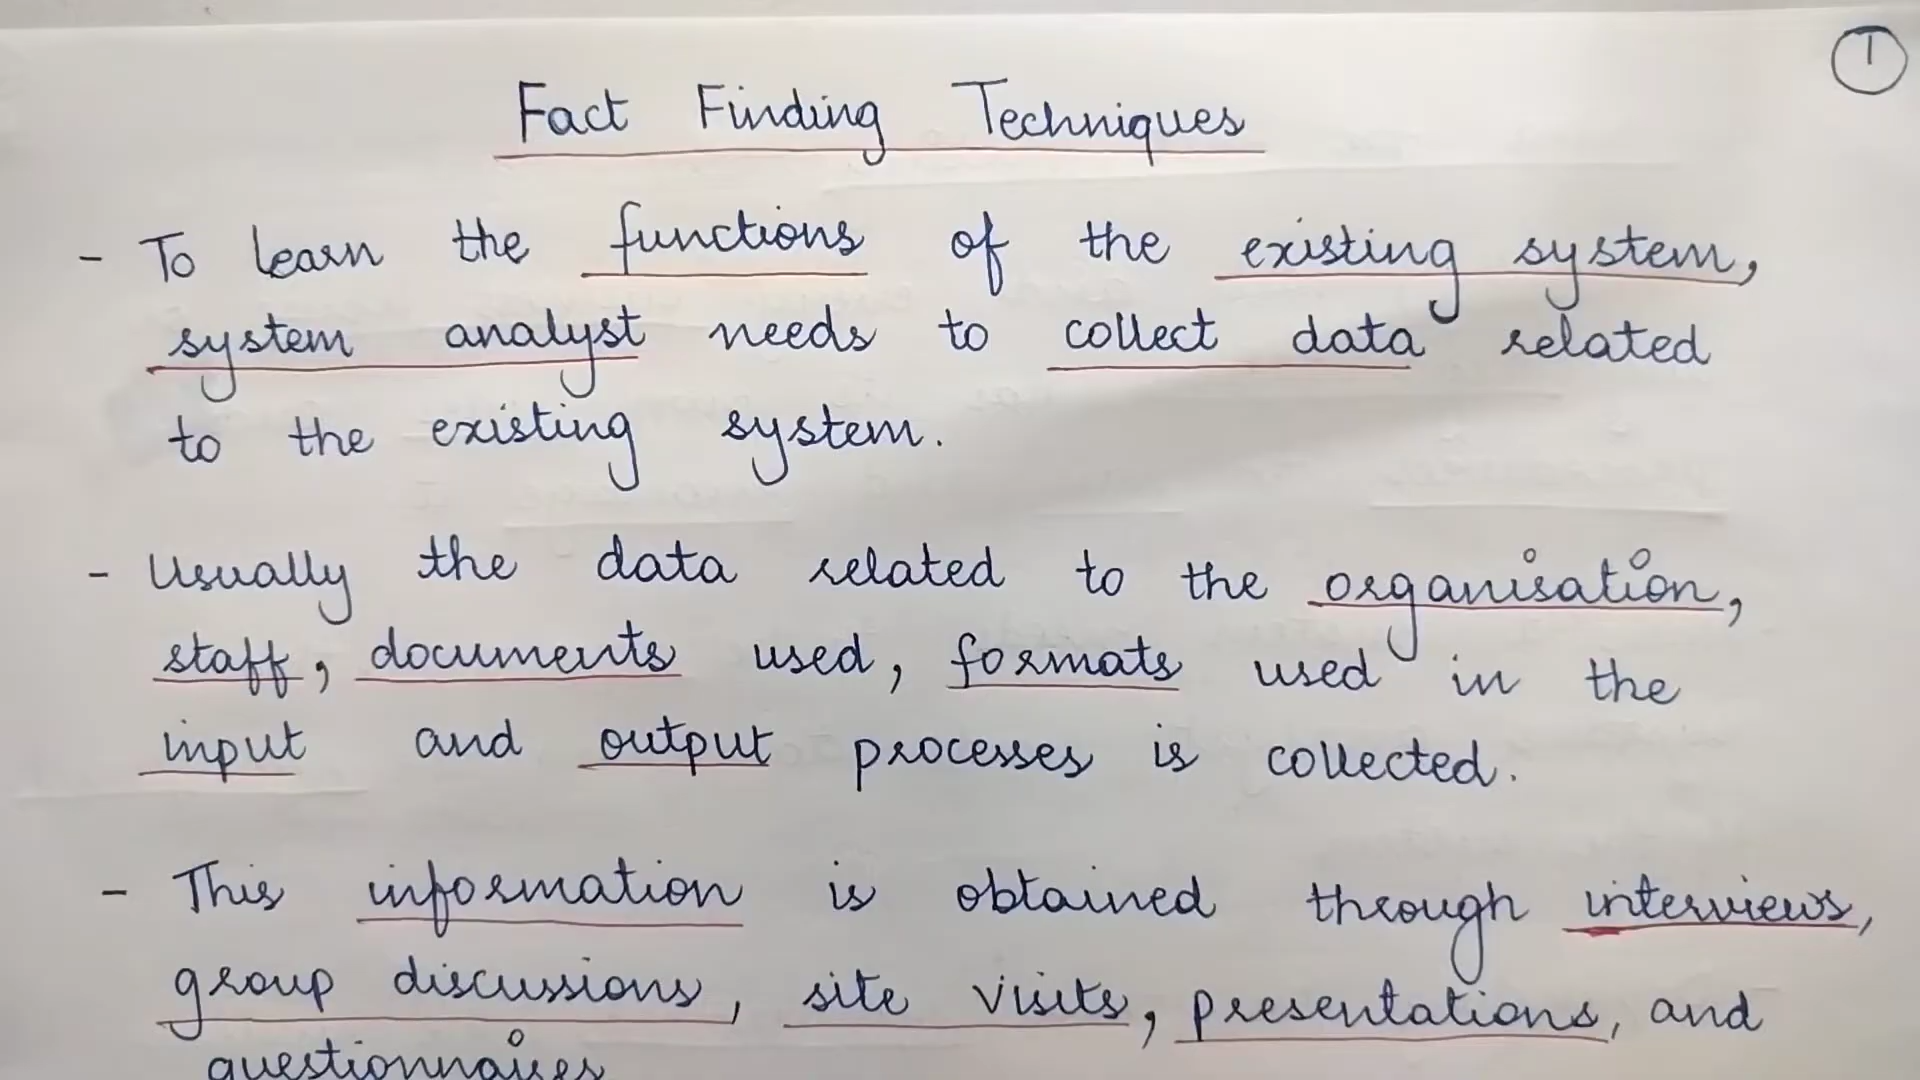 1
Fact Finding Techniques
- To learn the functions of the existing system,
system analyst needs to collect data related
to the existing system.
- Usually the data related to the organisation,
staff, documents used, formats used in the
input and output processes is collected.
- This information is obtained through interviews,
group discussions, site visits, presentations, and
questionnaires